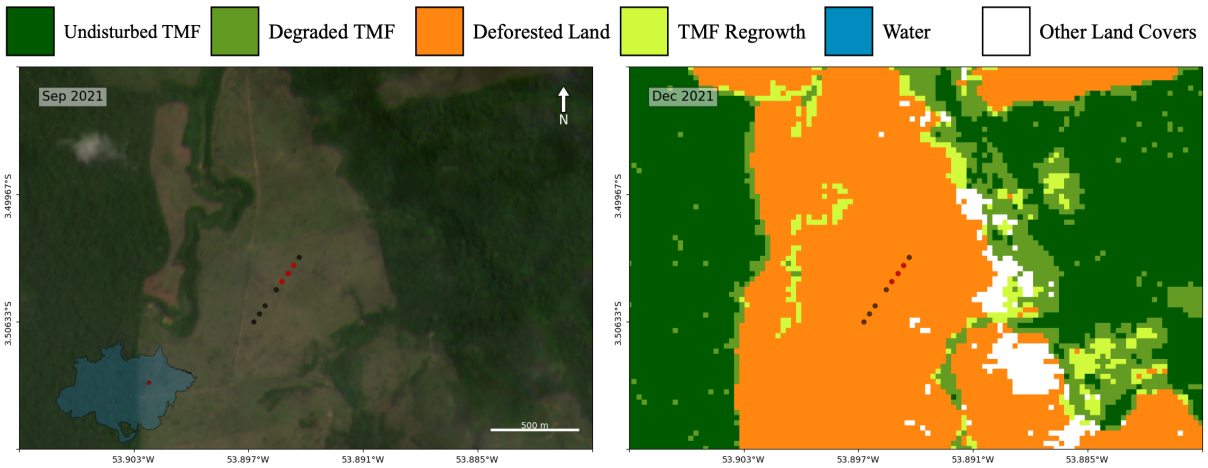 Undisturbed TMF Degraded TMF Deforested Land TMF Regrowth Water Other Land Covers
Sep 2021
N
3.49967°S
3.50633°S
500 m
53.903°W 53.897°W 53.891°W 53.885°W
Dec 2021
3.49967°S
3.50633°S
53.903°W 53.897°W 53.891°W 53.885°W